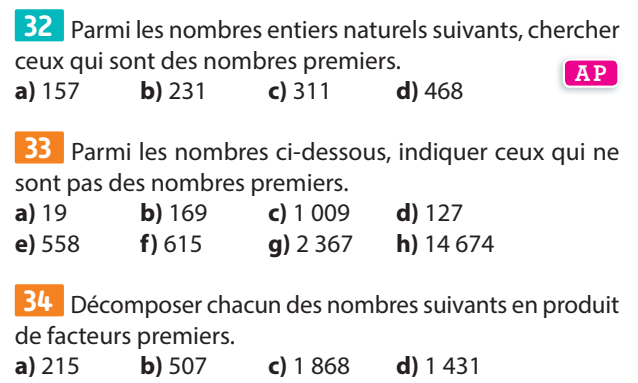 32 Parmi les nombres entiers naturels suivants, chercher
ceux qui sont des nombres premiers.
AP
a) 157 b) 231 c) 311 d) 468
33 Parmi les nombres ci-dessous, indiquer ceux qui ne
sont pas des nombres premiers.
a) 19 b) 169 c) 1 009 d) 127
e) 558 f) 615 g) 2 367 h) 14 674
34 Décomposer chacun des nombres suivants en produit
de facteurs premiers.
a) 215 b) 507 c) 1 868 d) 1 431